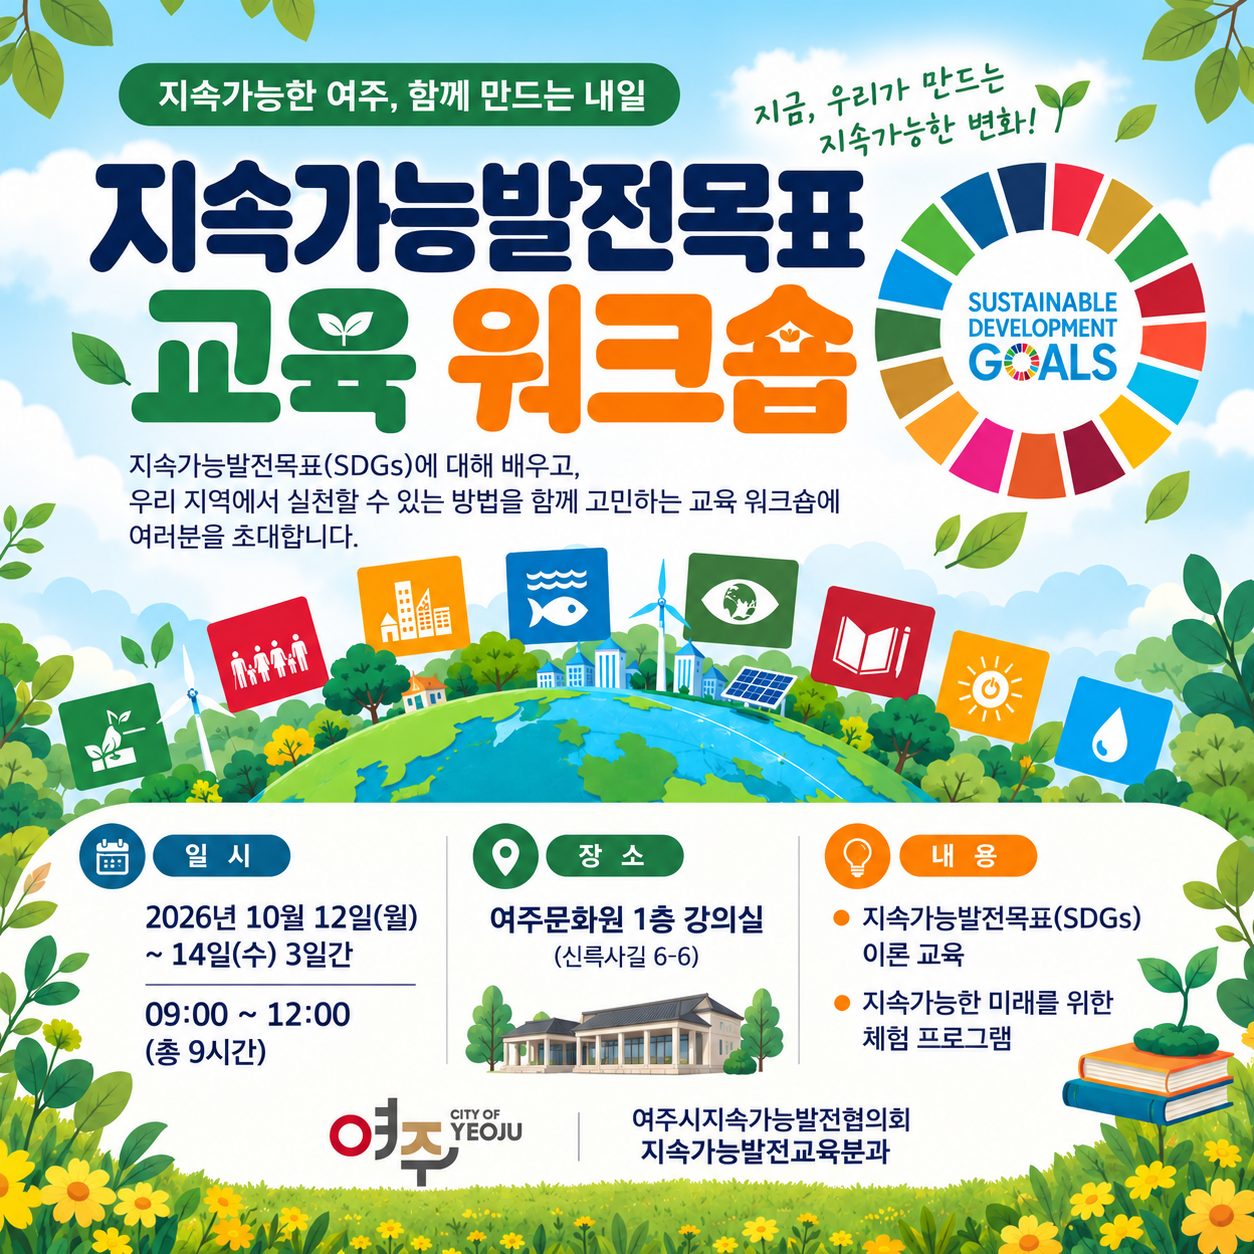 지속가능한 여주, 함께 만드는 내일
지금, 우리가 만드는
지속가능한 변화!
지속가능발전목표
교육 워크숍
SUSTAINABLE
DEVELOPMENT
GOALS
지속가능발전목표(SDGs)에 대해 배우고,
우리 지역에서 실천할 수 있는 방법을 함께 고민하는 교육 워크숍에
여러분을 초대합니다.
일 시
2026년 10월 12일(월)
~ 14일(수) 3일간
09:00 ~ 12:00
(총 9시간)
장 소
여주문화원 1층 강의실
(신륵사길 6-6)
내 용
지속가능발전목표(SDGs)
이론 교육
지속가능한 미래를 위한
체험 프로그램
여주
CITY OF
YEOJU
여주시지속가능발전협의회
지속가능발전교육분과